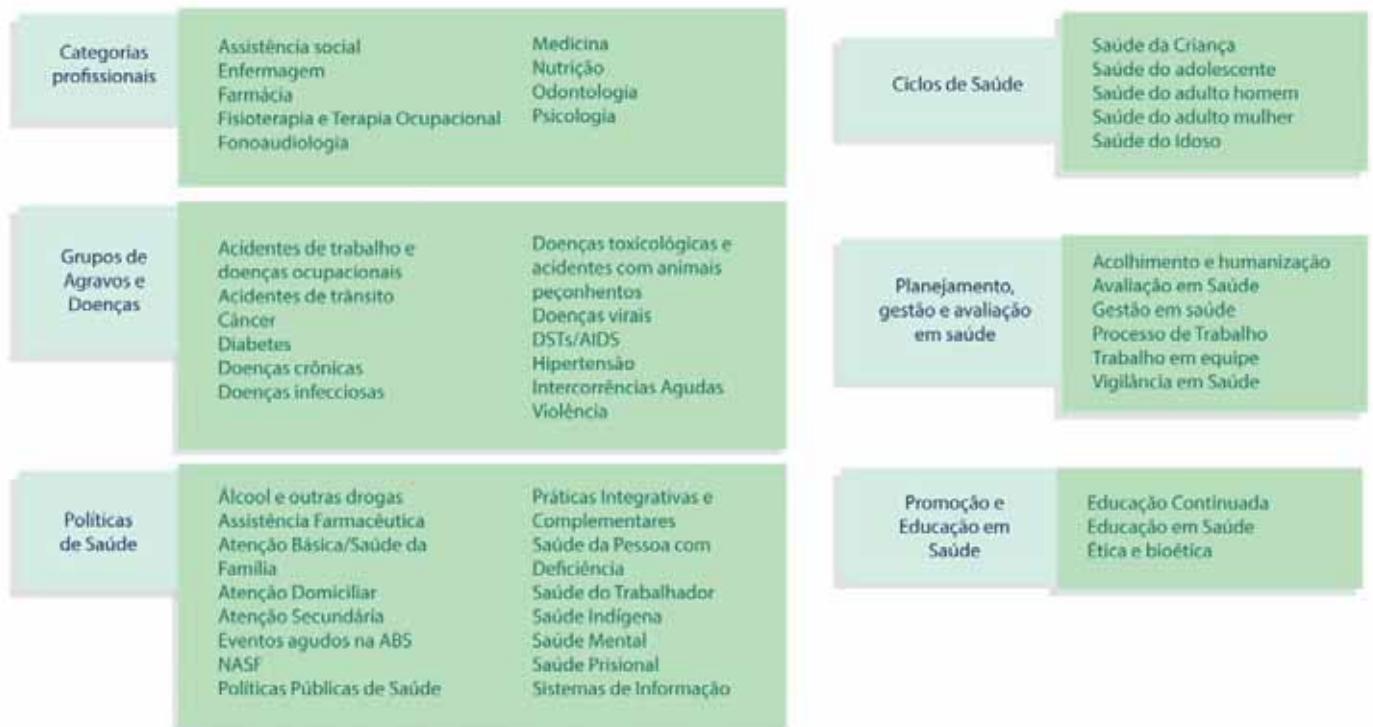 Categorias
profissionais
Assistência social
Enfermagem
Farmácia
Fisioterapia e Terapia Ocupacional
Fonoaudiologia
Medicina
Nutrição
Odontologia
Psicologia
Grupos de
Agravos e
Doenças
Acidentes de trabalho e
doenças ocupacionais
Acidentes de trânsito
Câncer
Diabetes
Doenças crônicas
Doenças infecciosas
Doenças toxicológicas e
acidentes com animais
peçonhentos
Doenças virais
DSTs/AIDS
Hipertensão
Intercorrências Agudas
Violência
Políticas
de Saúde
Álcool e outras drogas
Assistência Farmacêutica
Atenção Básica/Saúde da
Família
Atenção Domiciliar
Atenção Secundária
Eventos agudos na ABS
NASF
Políticas Públicas de Saúde
Práticas Integrativas e
Complementares
Saúde da Pessoa com
Deficiência
Saúde do Trabalhador
Saúde Indígena
Saúde Mental
Saúde Prisional
Sistemas de Informação
Ciclos de Saúde
Saúde da Criança
Saúde do adolescente
Saúde do adulto homem
Saúde do adulto mulher
Saúde do Idoso
Planejamento,
gestão e avaliação
em saúde
Acolhimento e humanização
Avaliação em Saúde
Gestão em saúde
Processo de Trabalho
Trabalho em equipe
Vigilância em Saúde
Promoção e
Educação em
Saúde
Educação Continuada
Educação em Saúde
Ética e bioética